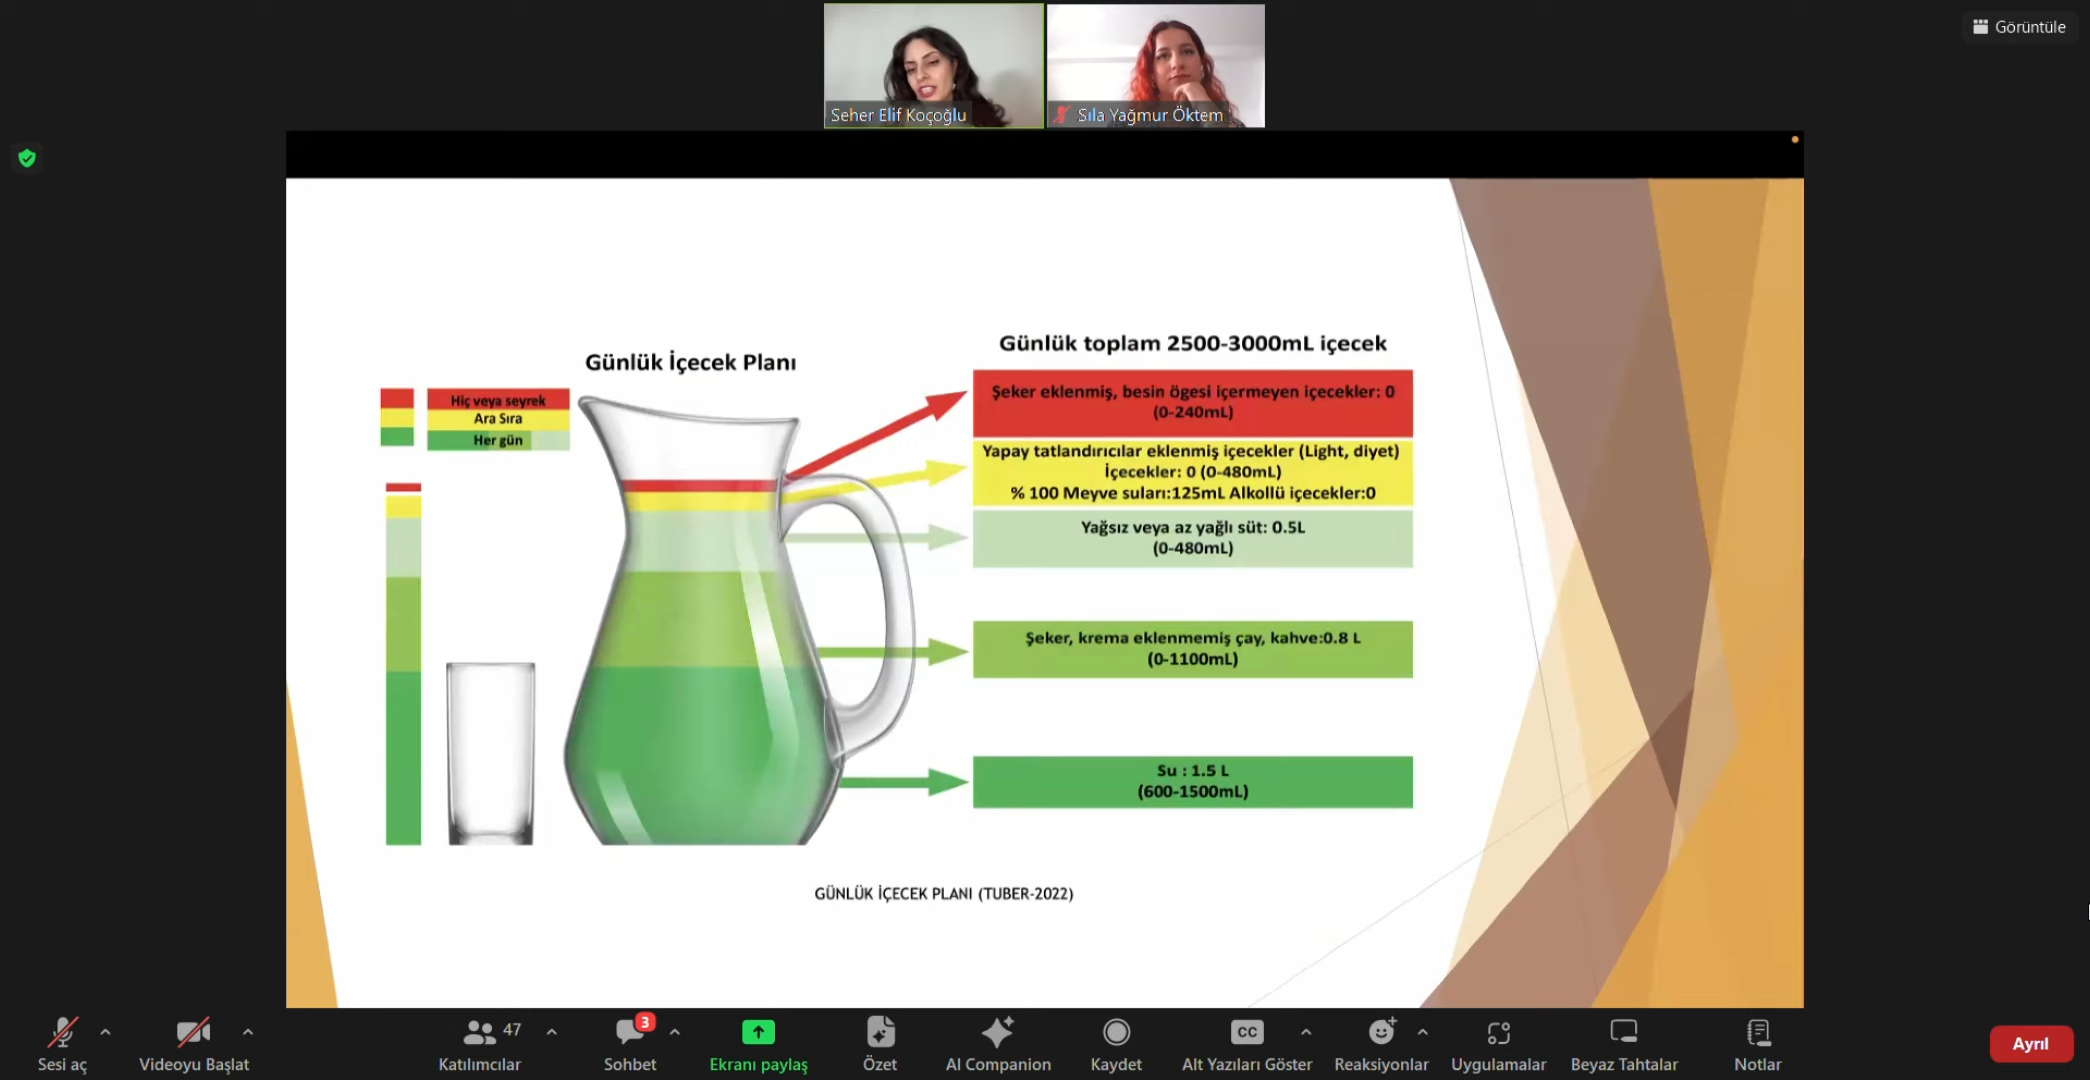 Görüntüle
Seher Elif Koçoğlu
Sıla Yağmur Öktem
Günlük İçecek Planı
Hiç veya seyrek
Ara Sıra
Her gün
Günlük toplam 2500-3000mL içecek
Şeker eklenmiş, besin ögesi içermeyen içecekler: 0
(0-240mL)
Yapay tatlandırıcılar eklenmiş içecekler (Light, diyet)
İçecekler: 0 (0-480mL)
% 100 Meyve suları:125mL Alkollü içecekler:0
Yağsız veya az yağlı süt: 0.5L
(0-480mL)
Şeker, krema eklenmemiş çay, kahve:0.8 L
(0-1100mL)
Su : 1.5 L
(600-1500mL)
GÜNLÜK İÇECEK PLANI (TUBER-2022)
Sesi aç
Videoyu Başlat
47
Katılımcılar
3
Sohbet
Ekranı paylaş
Özet
AI Companion
Kaydet
CC
Alt Yazıları Göster
Reaksiyonlar
Uygulamalar
Beyaz Tahtalar
Notlar
Ayrıl